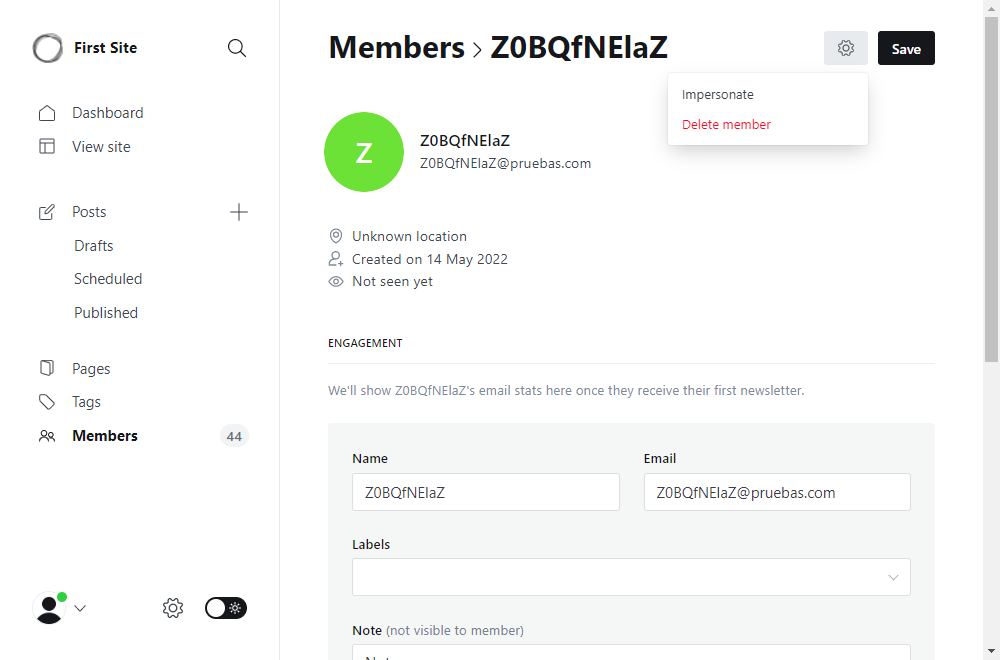 First Site
Dashboard
View site
Posts
Drafts
Scheduled
Published
Pages
Tags
Members 44
Members > Z0BQfNElaZ
Save
Impersonate
Delete member
Z
Z0BQfNElaZ
Z0BQfNElaZ@pruebas.com
Unknown location
Created on 14 May 2022
Not seen yet
ENGAGEMENT
We'll show Z0BQfNElaZ's email stats here once they receive their first newsletter.
Name
Z0BQfNElaZ
Email
Z0BQfNElaZ@pruebas.com
Labels
Note (not visible to member)